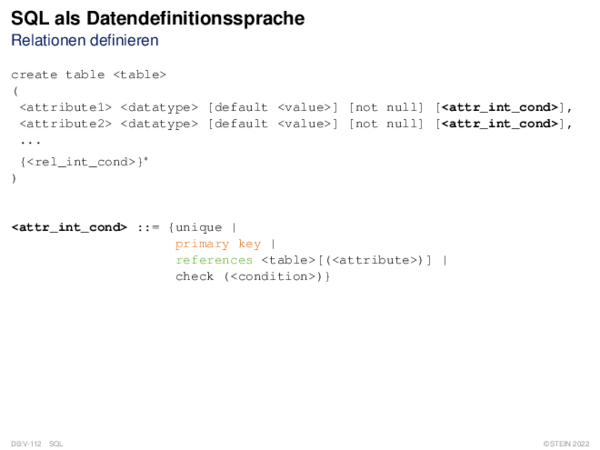 SQL als Datendefinitionssprache
Relationen definieren
create table <table>
(
<attribute1> <datatype> [default <value>] [not null] [<attr_int_cond>],
<attribute2> <datatype> [default <value>] [not null] [<attr_int_cond>],
...
{<rel_int_cond>}*
)
<attr_int_cond> ::= {unique |
primary key |
references <table>[(<attribute>)] |
check (<condition>)}
DB:V-112 SQL
©STEIN 2022